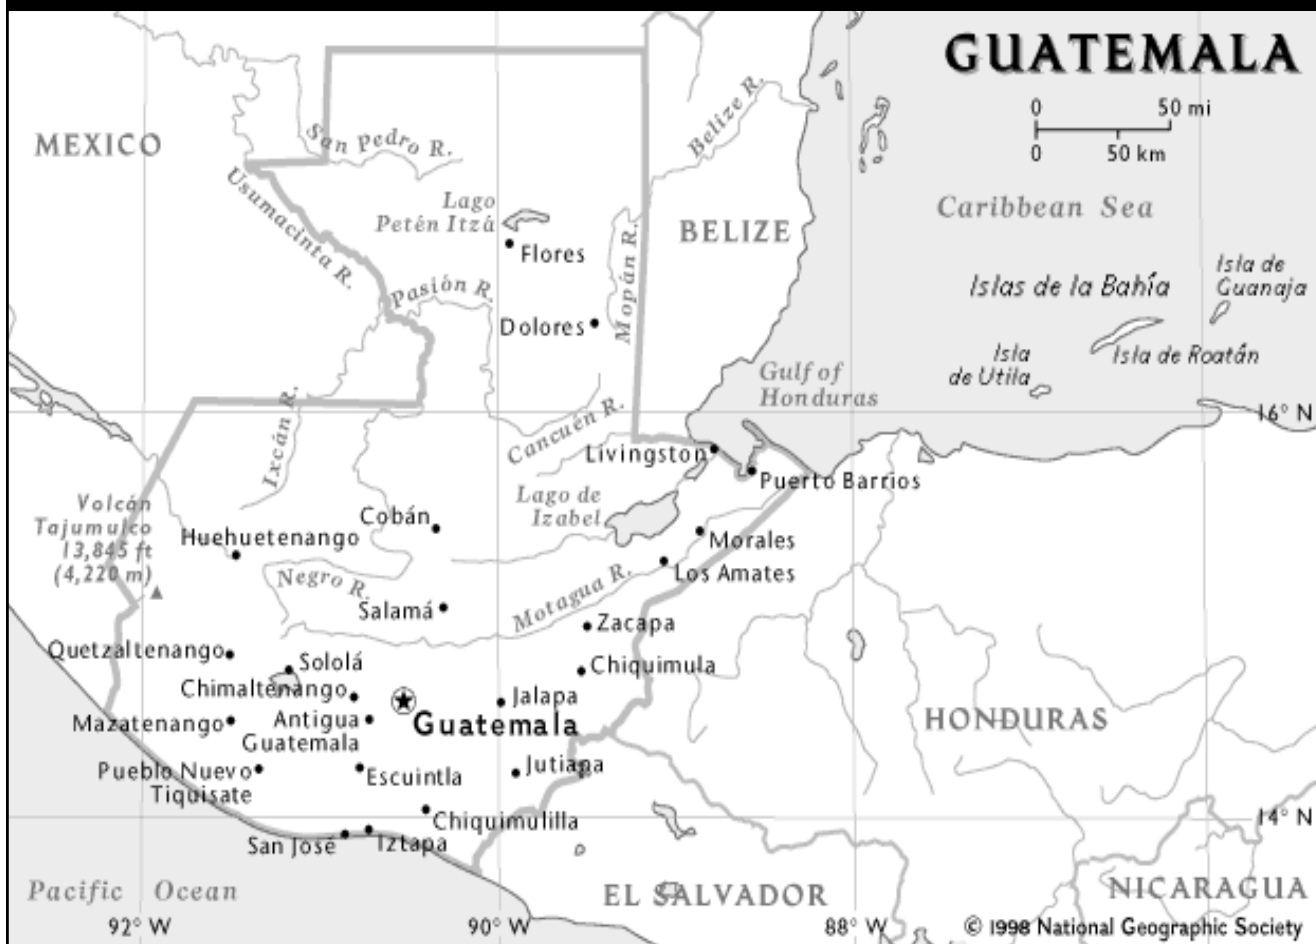 GUATEMALA
0 50 mi
0 50 km
MEXICO
San Pedro R.
Belize R.
Usumacinta R.
Lago
Petén Itzá
Flores
Mopán R.
BELIZE
Caribbean Sea
Isla de
Guanaja
Islas de la Bahía
Pasión R.
Dolores
Isla de Roatán
Isla
de Utila
Gulf of
Honduras
16° N
Ixcán R.
Cancuén R.
Livingston
Puerto Barrios
Volcán
Tajumulco
13,845 ft
(4,220 m)
Lago de
Izabel
Cobán
Huehuetenango
Morales
Los Amates
Negro R.
Motagua R.
Salamá
Zacapa
Quetzaltenango
Sololá
Chiquimula
Chimaltenango
Jalapa
Mazatenango
Antigua
Guatemala
Guatemala
HONDURAS
Pueblo Nuevo
Tiquisate
Escuintla
Jutiapa
Chiquimulilla
14° N
San José
Iztapa
Pacific Ocean
EL SALVADOR
NICARAGUA
92° W
90° W
88° W
© 1998 National Geographic Society